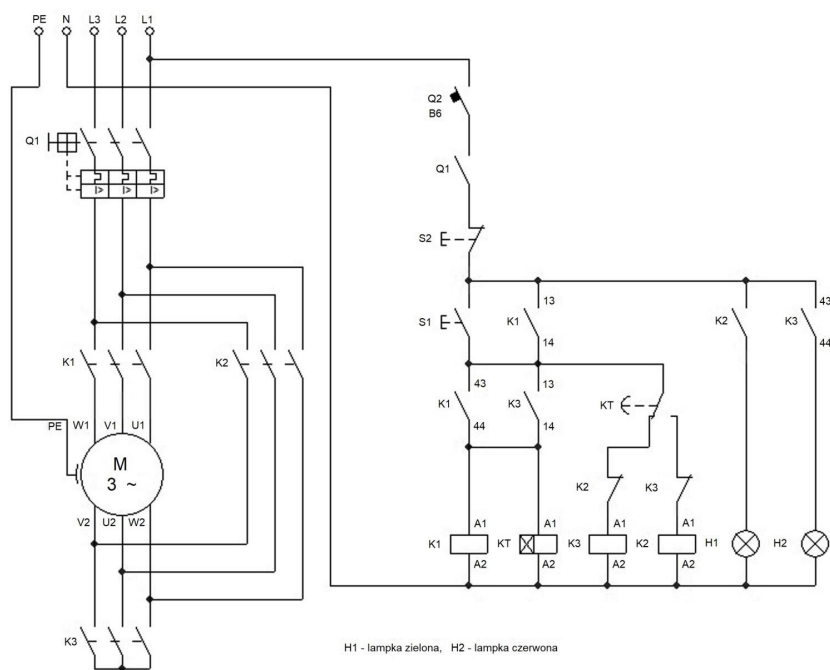 PE N L3 L2 L1
Q2
B6
Q1
I> I> I>
Q1
S2
13 43
S1 K1 K2 K3
14 44
K1 K2
43 13
K1 K3 KT
44 14
PE W1 V1 U1
M
3 ~
K2 K3
V2 U2 W2
A1 A1 A1 A1
K1 KT K3 K2 H1 H2
A2 A2 A2 A2
K3
H1 - lampka zielona, H2 - lampka czerwona